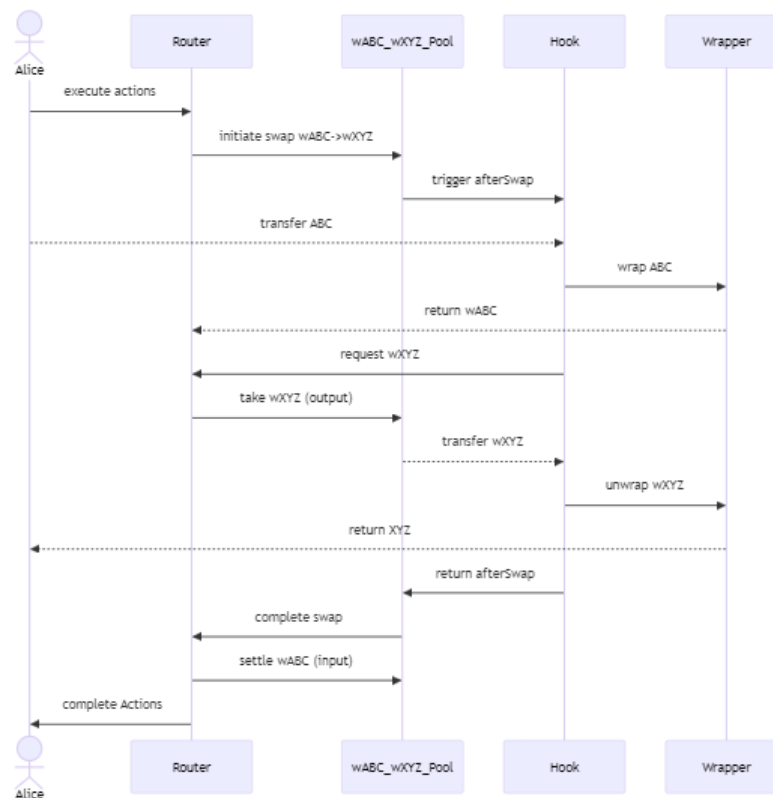 Alice
Router
wABC_wXYZ_Pool
Hook
Wrapper
execute actions
initiate swap wABC->wXYZ
trigger afterSwap
transfer ABC
wrap ABC
return wABC
request wXYZ
take wXYZ (output)
transfer wXYZ
unwrap wXYZ
return XYZ
return afterSwap
complete swap
settle wABC (input)
complete Actions
Alice
Router
wABC_wXYZ_Pool
Hook
Wrapper